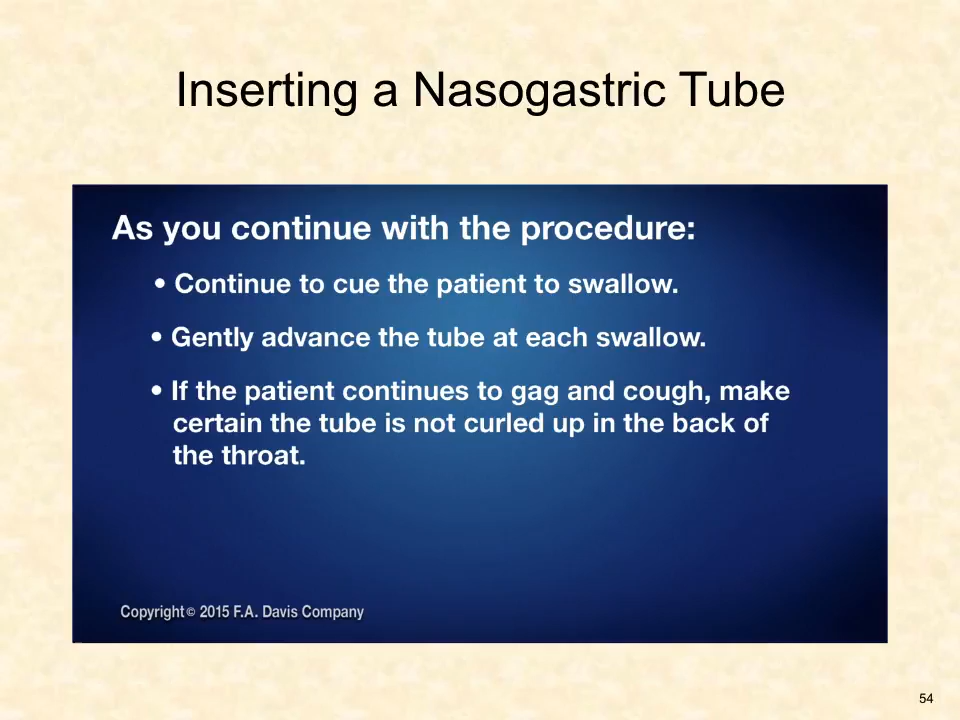 Inserting a Nasogastric Tube
As you continue with the procedure:
• Continue to cue the patient to swallow.
• Gently advance the tube at each swallow.
• If the patient continues to gag and cough, make
certain the tube is not curled up in the back of
the throat.
Copyright © 2015 F.A. Davis Company
54